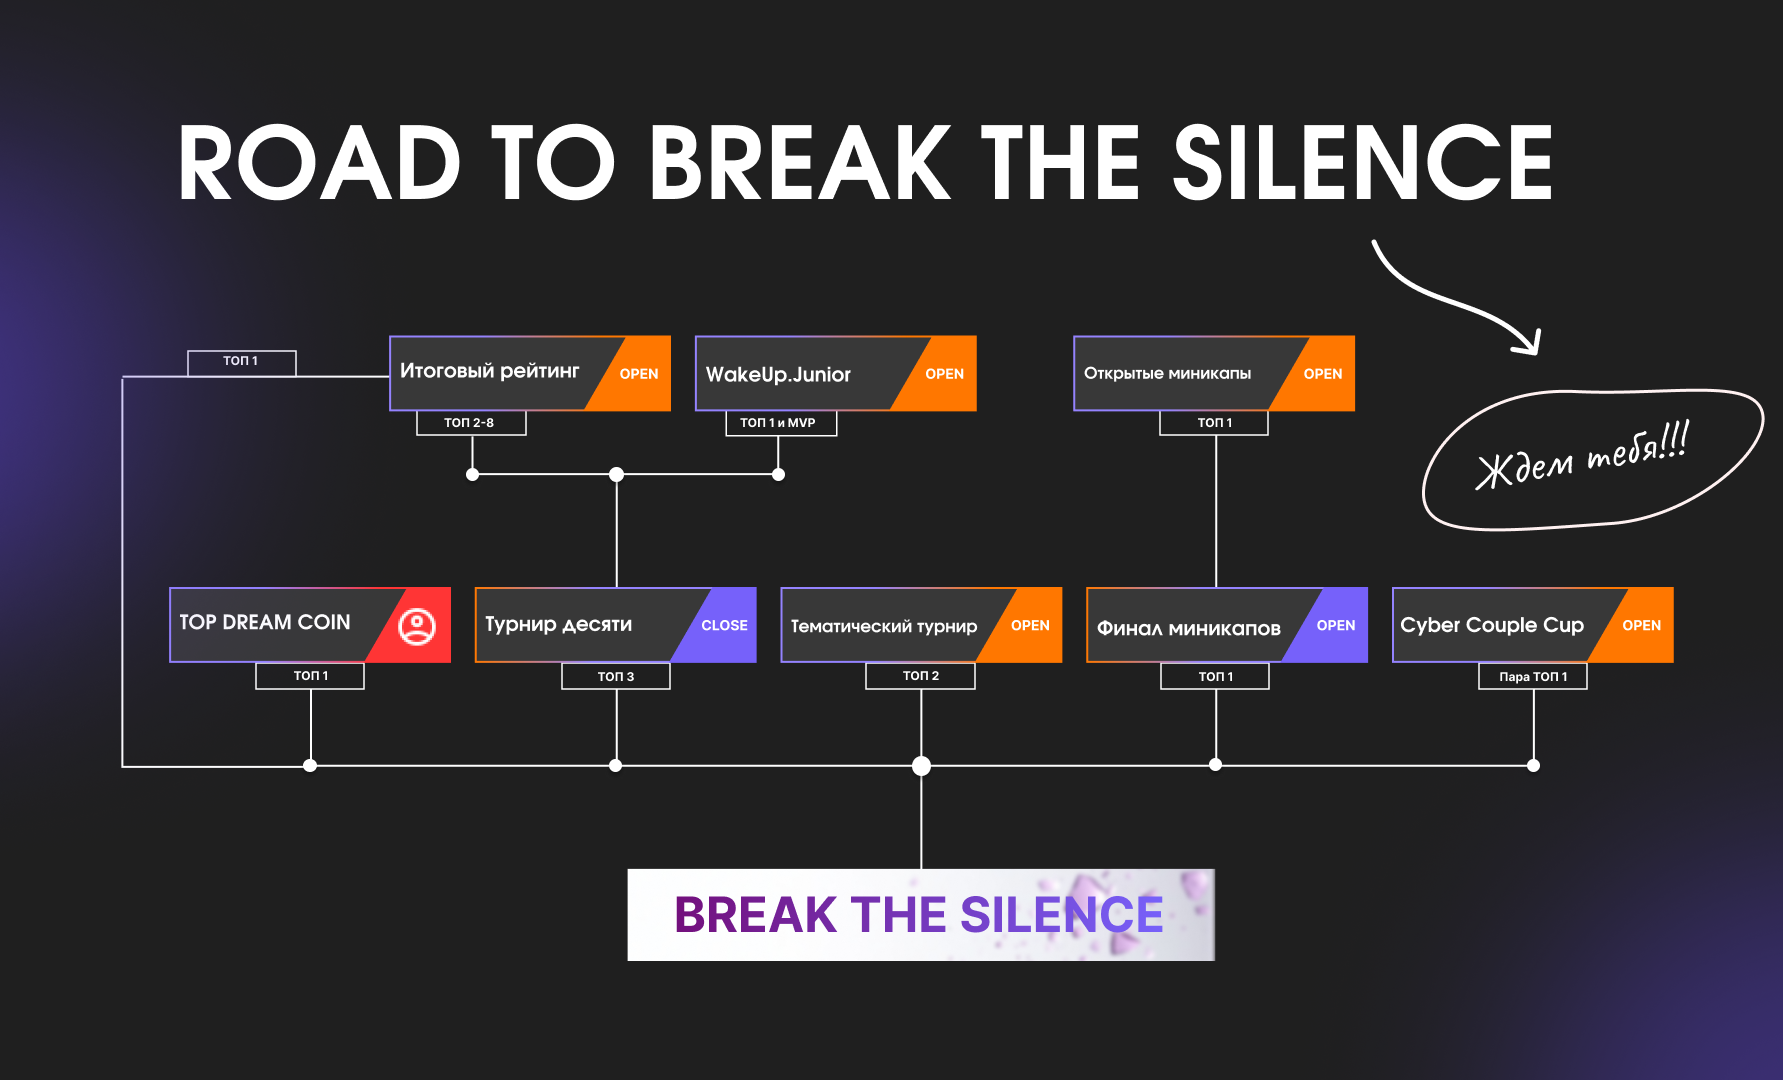 ROAD TO BREAK THE SILENCE
ТОП 1
Итоговый рейтинг
OPEN
WakeUp.Junior
OPEN
Открытые миникапы
OPEN
ТОП 2-8
ТОП 1 и MVP
ТОП 1
Ждем тебя!!!
TOP DREAM COIN
Турнир десяти
CLOSE
Тематический турнир
OPEN
Финал миникапов
OPEN
Cyber Couple Cup
OPEN
ТОП 1
ТОП 3
ТОП 2
ТОП 1
Пара ТОП 1
BREAK THE SILENCE